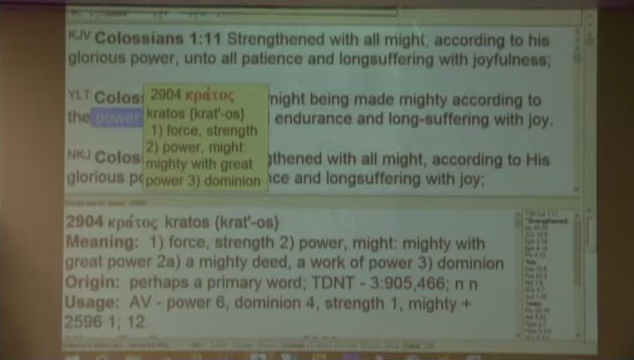 KJV Colossians 1:11 Strengthened with all might, according to his
glorious power, unto all patience and longsuffering with joyfulness;
YLT Colos
might being made mighty according to
the power
endurance and long-suffering with joy.
2904 κράτος
kratos {krat'-os}
1) force, strength
2) power, might:
mighty with great
power 3) dominion
NKJ Colos
gthened with all might, according to His
glorious po
ce and longsuffering with joy;
2904 κράτος kratos {krat'-os}
Meaning: 1) force, strength 2) power, might: mighty with
great power 2a) a mighty deed, a work of power 3) dominion
Origin: perhaps a primary word; TDNT - 3:905,466; n n
Usage: AV - power 6, dominion 4, strength 1, mighty +
2596 1; 12